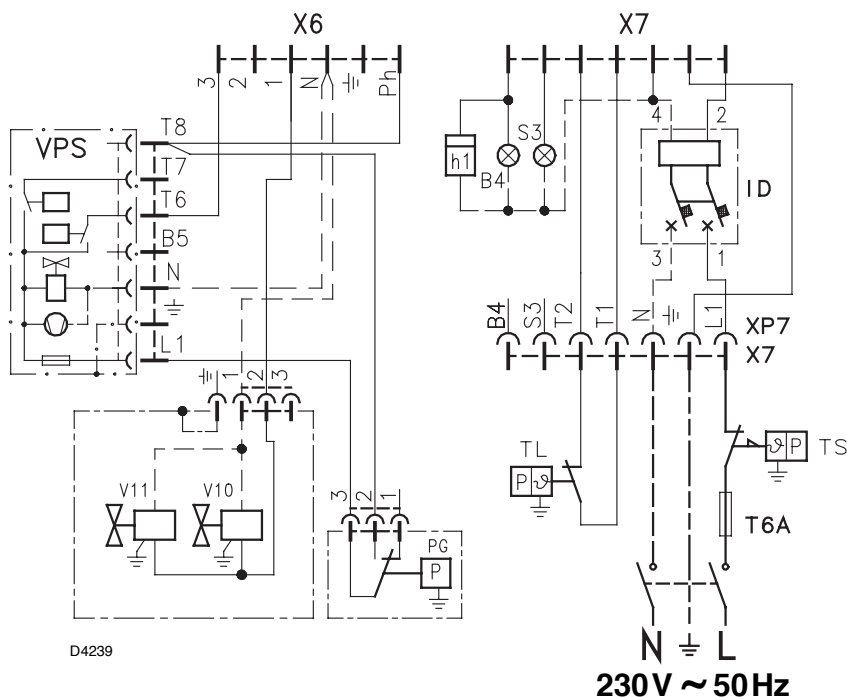 X6
X7
3
2
1
N
Ph
4
2
T8
VPS
T7
S3
h1
B4
ID
T6
B5
N
3
1
L1
B4
S3
T2
T1
N
L1
XP7
X7
1
2
3
TL
P ϑ
ϑ P
TS
V11
V10
3
2
1
PG
P
T6A
D4239
N
L
230V ~ 50Hz